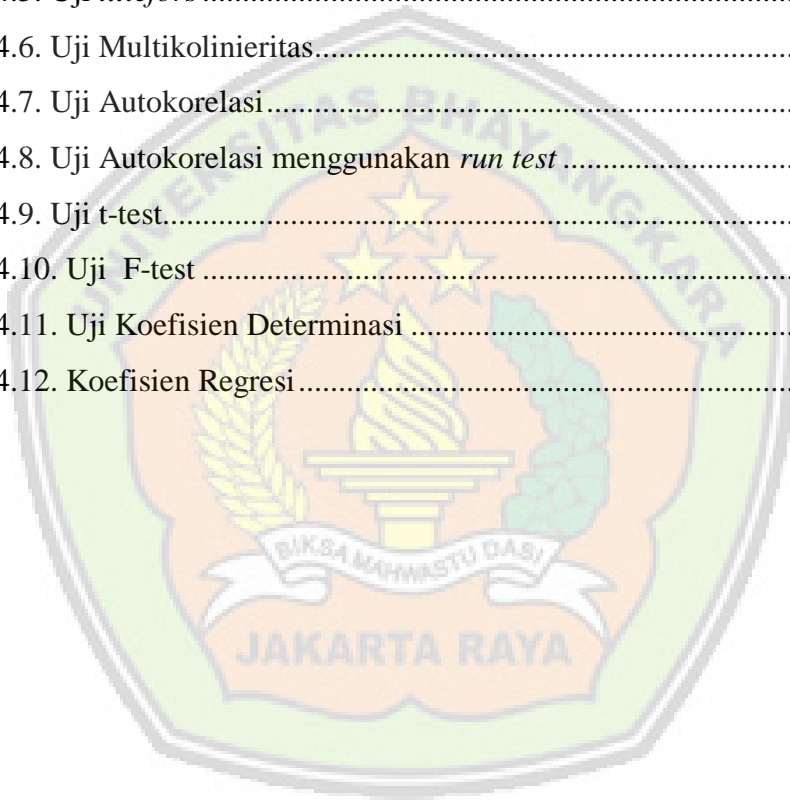 4.6. Uji Multikolinieritas
4.7. Uji Autokorelasi
4.8. Uji Autokorelasi menggunakan run test
4.9. Uji t-test
4.10. Uji F-test
4.11. Uji Koefisien Determinasi
4.12. Koefisien Regresi
UNIVERSITAS BHAYANGKARA
BIKSA MAHWASTU DASI
JAKARTA RAYA